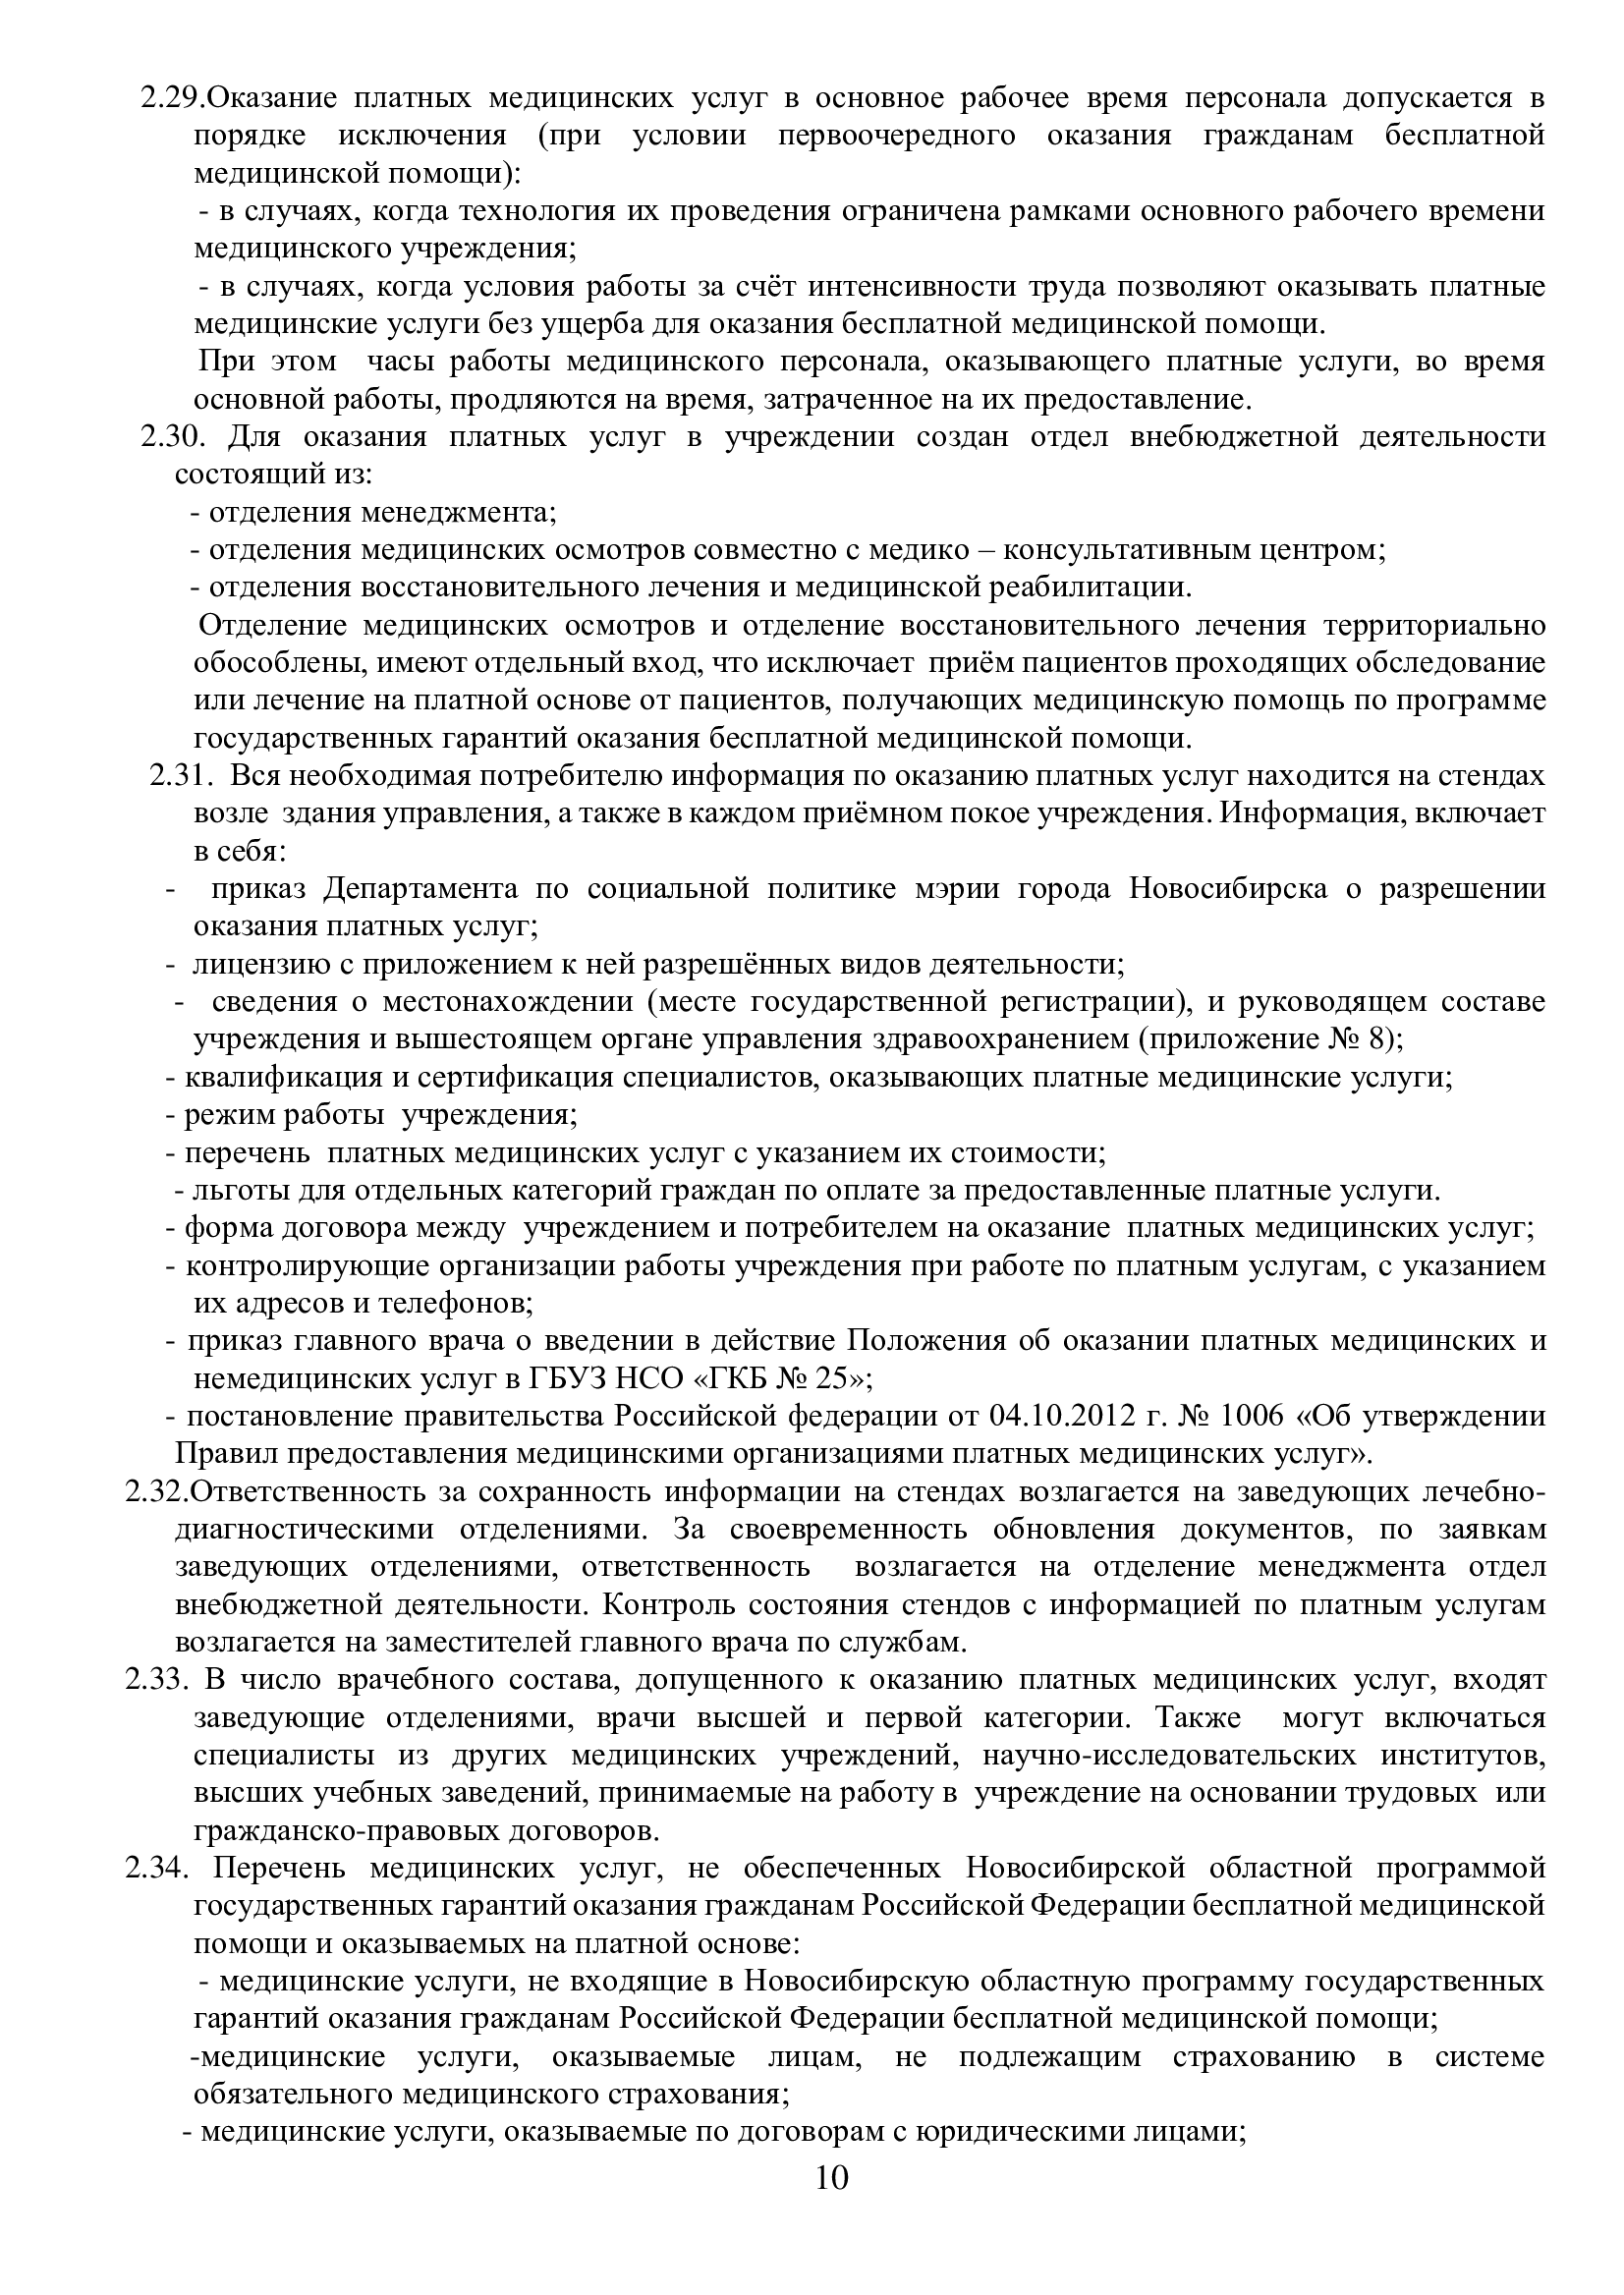 2.29.Оказание платных медицинских услуг в основное рабочее время персонала допускается в
порядке исключения (при условии первоочередного оказания гражданам бесплатной
медицинской помощи):
- в случаях, когда технология их проведения ограничена рамками основного рабочего времени
медицинского учреждения;
- в случаях, когда условия работы за счёт интенсивности труда позволяют оказывать платные
медицинские услуги без ущерба для оказания бесплатной медицинской помощи.
При этом часы работы медицинского персонала, оказывающего платные услуги, во время
основной работы, продляются на время, затраченное на их предоставление.
2.30. Для оказания платных услуг в учреждении создан отдел внебюджетной деятельности
состоящий из:
- отделения менеджмента;
- отделения медицинских осмотров совместно с медико – консультативным центром;
- отделения восстановительного лечения и медицинской реабилитации.
Отделение медицинских осмотров и отделение восстановительного лечения территориально
обособлены, имеют отдельный вход, что исключает приём пациентов проходящих обследование
или лечение на платной основе от пациентов, получающих медицинскую помощь по программе
государственных гарантий оказания бесплатной медицинской помощи.
2.31. Вся необходимая потребителю информация по оказанию платных услуг находится на стендах
возле здания управления, а также в каждом приёмном покое учреждения. Информация, включает
в себя:
- приказ Департамента по социальной политике мэрии города Новосибирска о разрешении
оказания платных услуг;
- лицензию с приложением к ней разрешённых видов деятельности;
- сведения о местонахождении (месте государственной регистрации), и руководящем составе
учреждения и вышестоящем органе управления здравоохранением (приложение № 8);
- квалификация и сертификация специалистов, оказывающих платные медицинские услуги;
- режим работы учреждения;
- перечень платных медицинских услуг с указанием их стоимости;
- льготы для отдельных категорий граждан по оплате за предоставленные платные услуги.
- форма договора между учреждением и потребителем на оказание платных медицинских услуг;
- контролирующие организации работы учреждения при работе по платным услугам, с указанием
их адресов и телефонов;
- приказ главного врача о введении в действие Положения об оказании платных медицинских и
немедицинских услуг в ГБУЗ НСО «ГКБ № 25»;
- постановление правительства Российской федерации от 04.10.2012 г. № 1006 «Об утверждении
Правил предоставления медицинскими организациями платных медицинских услуг».
2.32.Ответственность за сохранность информации на стендах возлагается на заведующих лечебно-
диагностическими отделениями. За своевременность обновления документов, по заявкам
заведующих отделениями, ответственность возлагается на отделение менеджмента отдел
внебюджетной деятельности. Контроль состояния стендов с информацией по платным услугам
возлагается на заместителей главного врача по службам.
2.33. В число врачебного состава, допущенного к оказанию платных медицинских услуг, входят
заведующие отделениями, врачи высшей и первой категории. Также могут включаться
специалисты из других медицинских учреждений, научно-исследовательских институтов,
высших учебных заведений, принимаемые на работу в учреждение на основании трудовых или
гражданско-правовых договоров.
2.34. Перечень медицинских услуг, не обеспеченных Новосибирской областной программой
государственных гарантий оказания гражданам Российской Федерации бесплатной медицинской
помощи и оказываемых на платной основе:
- медицинские услуги, не входящие в Новосибирскую областную программу государственных
гарантий оказания гражданам Российской Федерации бесплатной медицинской помощи;
-медицинские услуги, оказываемые лицам, не подлежащим страхованию в системе
обязательного медицинского страхования;
- медицинские услуги, оказываемые по договорам с юридическими лицами;
10